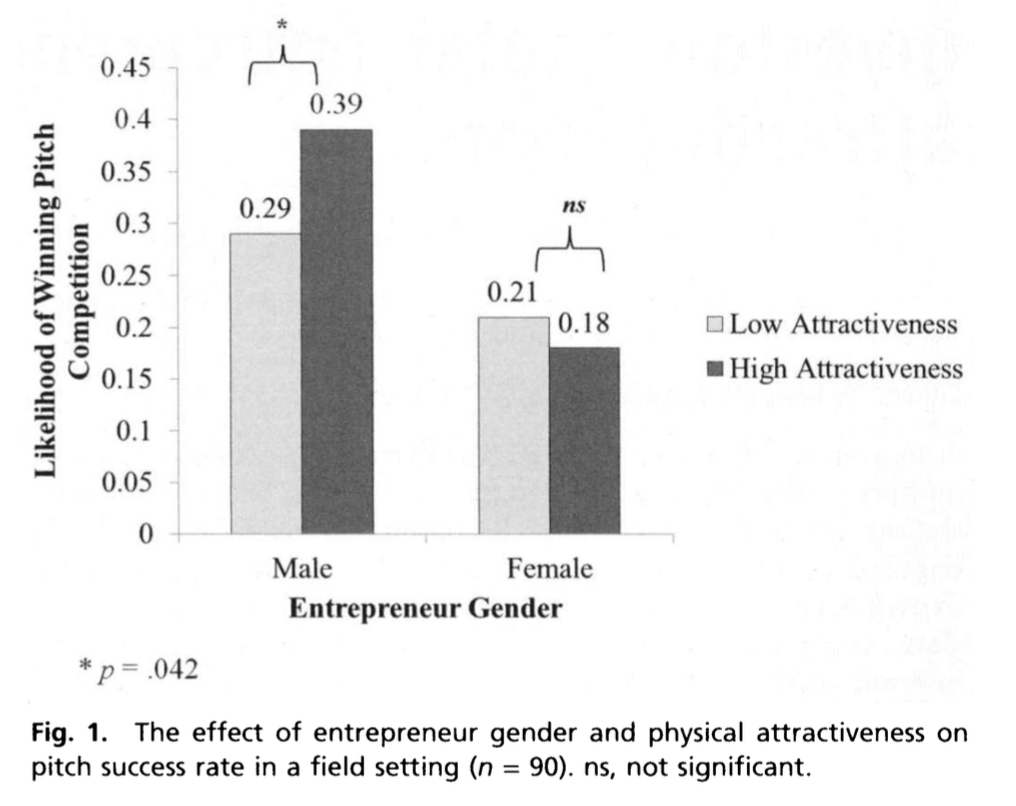 *
0.45
0.4
0.35
0.3
0.25
0.2
0.15
0.1
0.05
0
Likelihood of Winning Pitch
Competition
0.29
0.39
ns
0.21
0.18
Low Attractiveness
High Attractiveness
Male
Female
Entrepreneur Gender
* p = .042
Fig. 1. The effect of entrepreneur gender and physical attractiveness on
pitch success rate in a field setting (n = 90). ns, not significant.